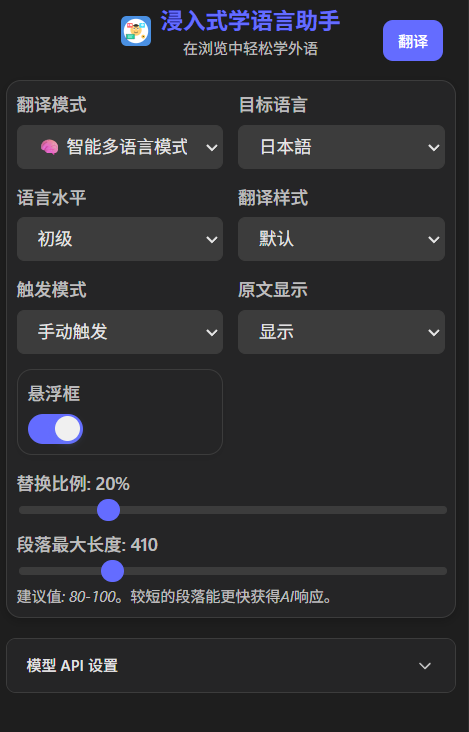 浸入式学语言助手
在浏览中轻松学外语
翻译
翻译模式
目标语言
🧠 智能多语言模式
日本語
语言水平
翻译样式
初级
默认
触发模式
原文显示
手动触发
显示
悬浮框
替换比例: 20%
段落最大长度: 410
建议值: 80-100。较短的段落能更快获得AI响应。
模型 API 设置